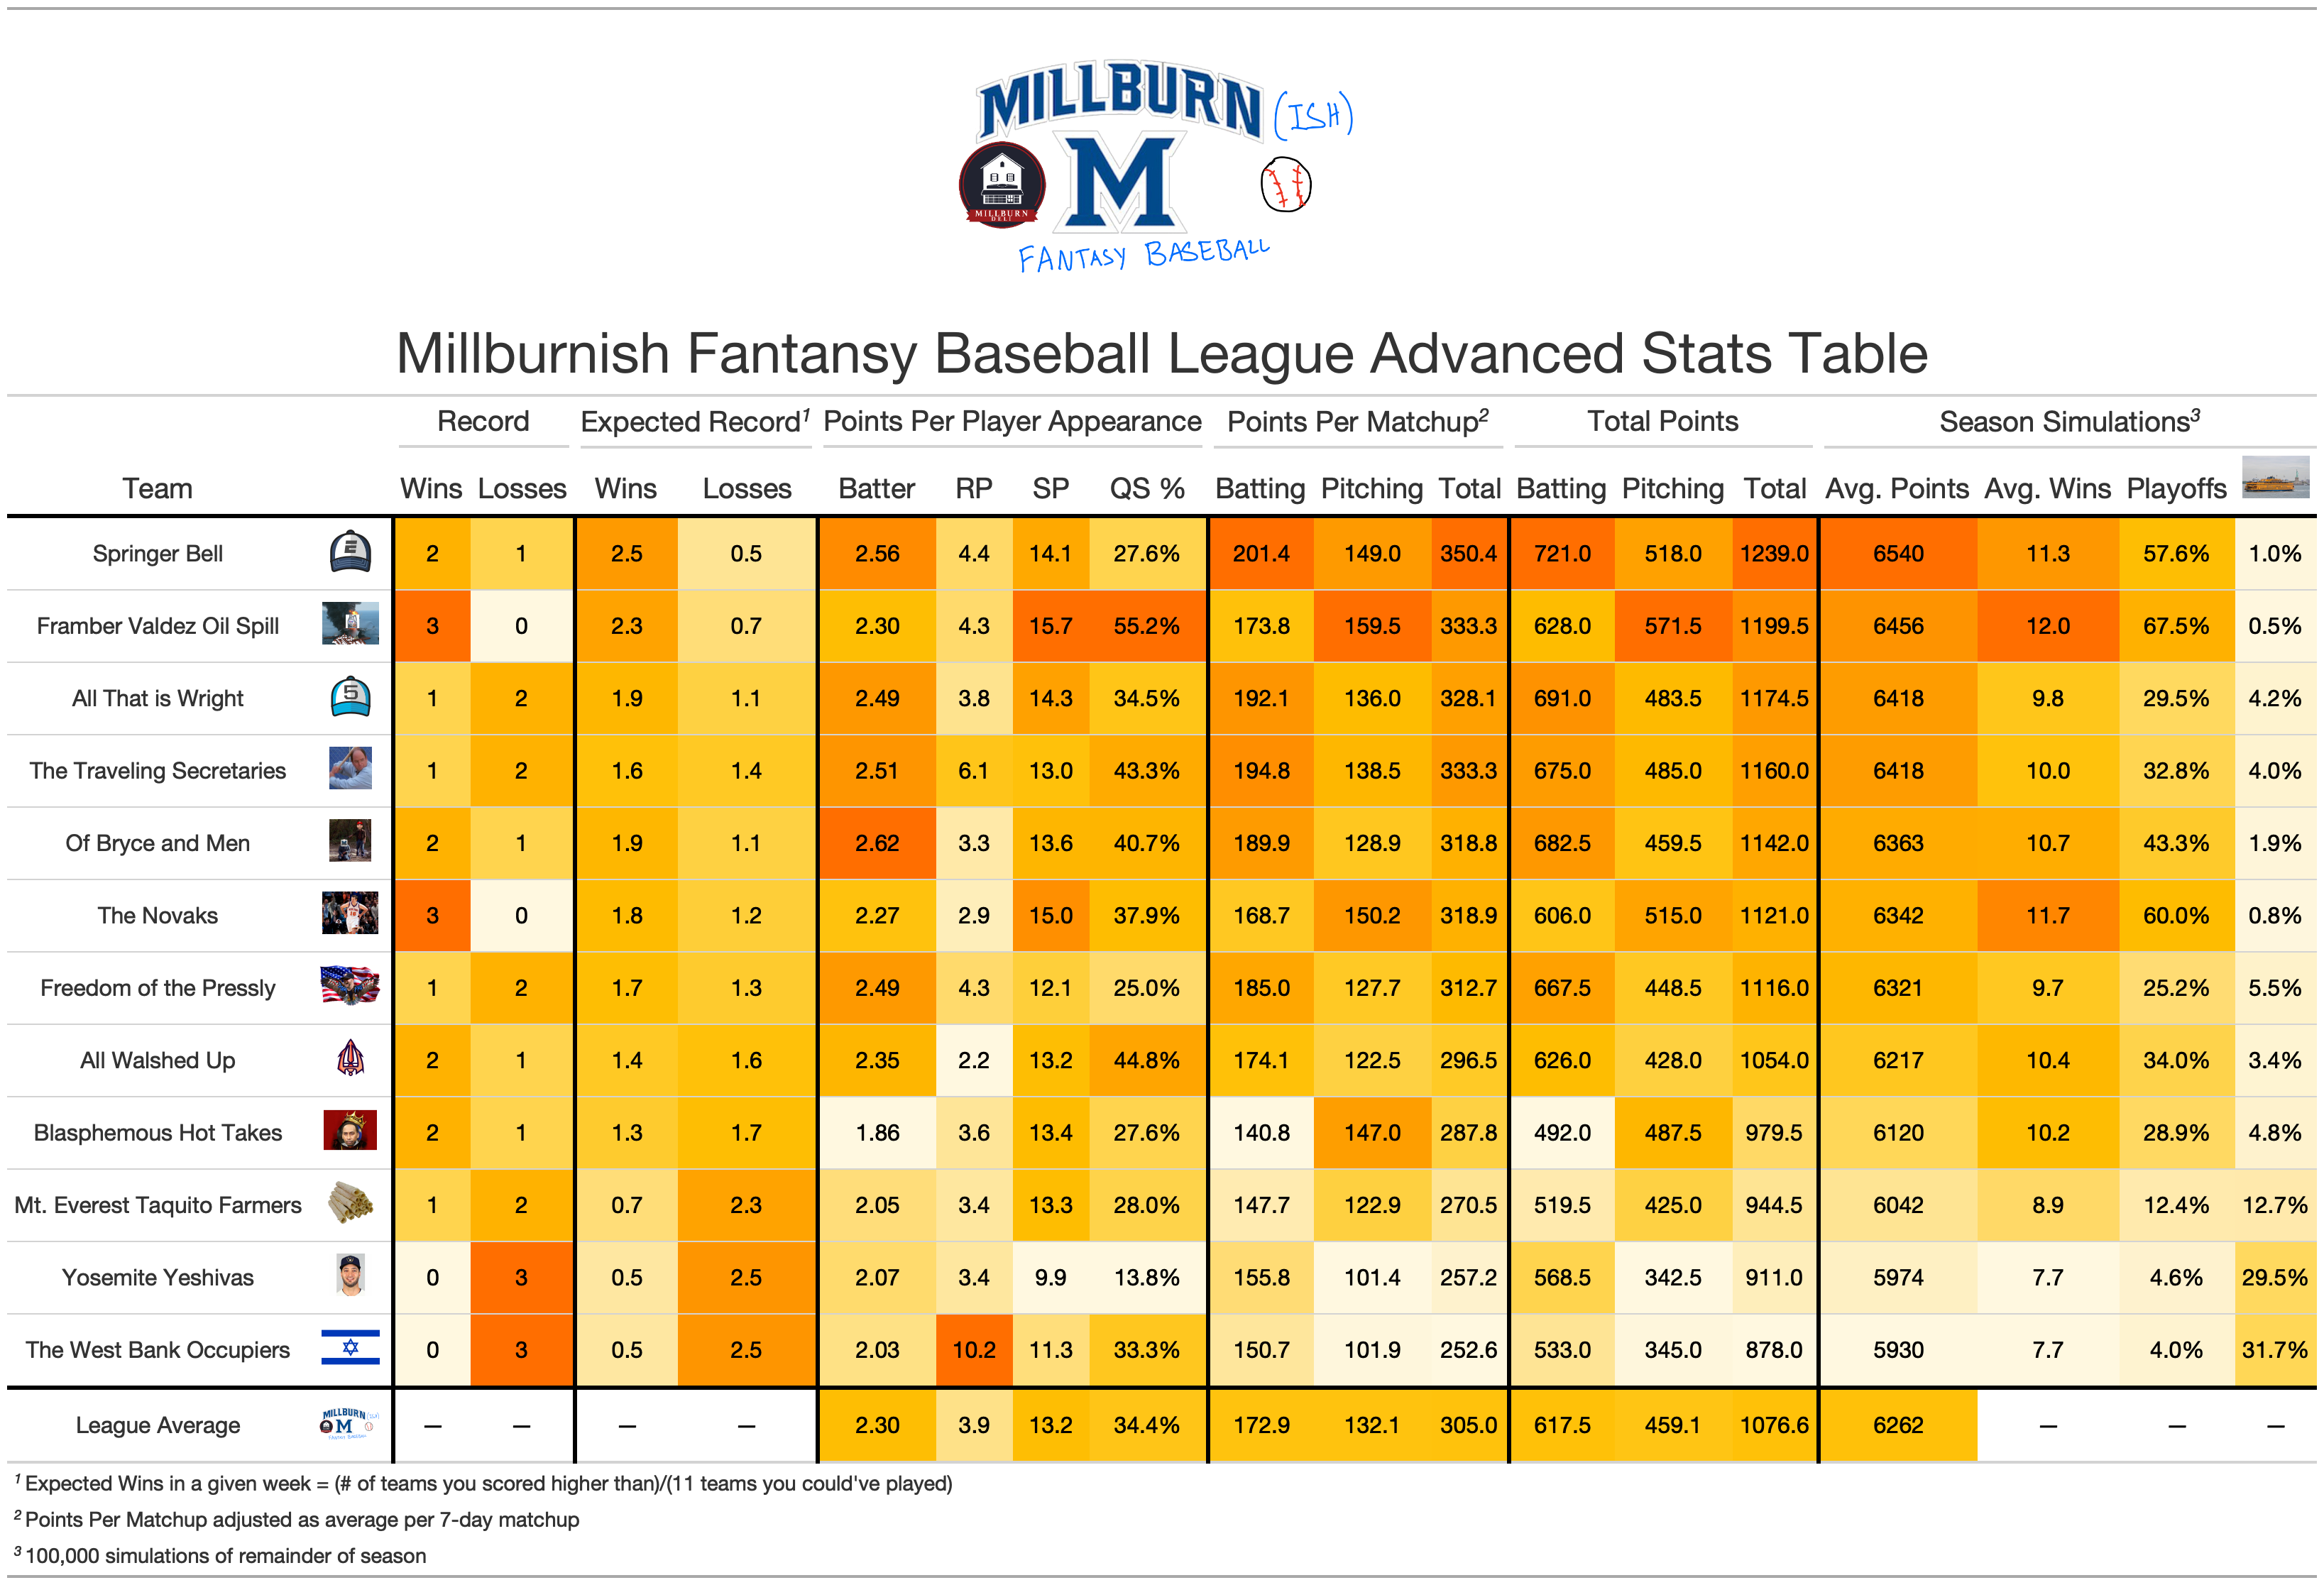 MILLBURN (ISH)
M
MILLBURN
DELI
FANTASY BASEBALL
Millburnish Fantansy Baseball League Advanced Stats Table
Record Expected Record1 Points Per Player Appearance Points Per Matchup2 Total Points Season Simulations3
Team Wins Losses Wins Losses Batter RP SP QS % Batting Pitching Total Batting Pitching Total Avg. Points Avg. Wins Playoffs
Springer Bell 2 1 2.5 0.5 2.56 4.4 14.1 27.6% 201.4 149.0 350.4 721.0 518.0 1239.0 6540 11.3 57.6% 1.0%
Framber Valdez Oil Spill 3 0 2.3 0.7 2.30 4.3 15.7 55.2% 173.8 159.5 333.3 628.0 571.5 1199.5 6456 12.0 67.5% 0.5%
All That is Wright 5 1 2 1.9 1.1 2.49 3.8 14.3 34.5% 192.1 136.0 328.1 691.0 483.5 1174.5 6418 9.8 29.5% 4.2%
The Traveling Secretaries 1 2 1.6 1.4 2.51 6.1 13.0 43.3% 194.8 138.5 333.3 675.0 485.0 1160.0 6418 10.0 32.8% 4.0%
Of Bryce and Men 2 1 1.9 1.1 2.62 3.3 13.6 40.7% 189.9 128.9 318.8 682.5 459.5 1142.0 6363 10.7 43.3% 1.9%
The Novaks 3 0 1.8 1.2 2.27 2.9 15.0 37.9% 168.7 150.2 318.9 606.0 515.0 1121.0 6342 11.7 60.0% 0.8%
Freedom of the Pressly 1 2 1.7 1.3 2.49 4.3 12.1 25.0% 185.0 127.7 312.7 667.5 448.5 1116.0 6321 9.7 25.2% 5.5%
All Walshed Up 2 1 1.4 1.6 2.35 2.2 13.2 44.8% 174.1 122.5 296.5 626.0 428.0 1054.0 6217 10.4 34.0% 3.4%
Blasphemous Hot Takes 2 1 1.3 1.7 1.86 3.6 13.4 27.6% 140.8 147.0 287.8 492.0 487.5 979.5 6120 10.2 28.9% 4.8%
Mt. Everest Taquito Farmers 1 2 0.7 2.3 2.05 3.4 13.3 28.0% 147.7 122.9 270.5 519.5 425.0 944.5 6042 8.9 12.4% 12.7%
Yosemite Yeshivas 0 3 0.5 2.5 2.07 3.4 9.9 13.8% 155.8 101.4 257.2 568.5 342.5 911.0 5974 7.7 4.6% 29.5%
The West Bank Occupiers 0 3 0.5 2.5 2.03 10.2 11.3 33.3% 150.7 101.9 252.6 533.0 345.0 878.0 5930 7.7 4.0% 31.7%
League Average MILLBURN (ISH) M FANTASY BASEBALL – – – – 2.30 3.9 13.2 34.4% 172.9 132.1 305.0 617.5 459.1 1076.6 6262 – – –
1 Expected Wins in a given week = (# of teams you scored higher than)/(11 teams you could've played)
2 Points Per Matchup adjusted as average per 7-day matchup
3 100,000 simulations of remainder of season